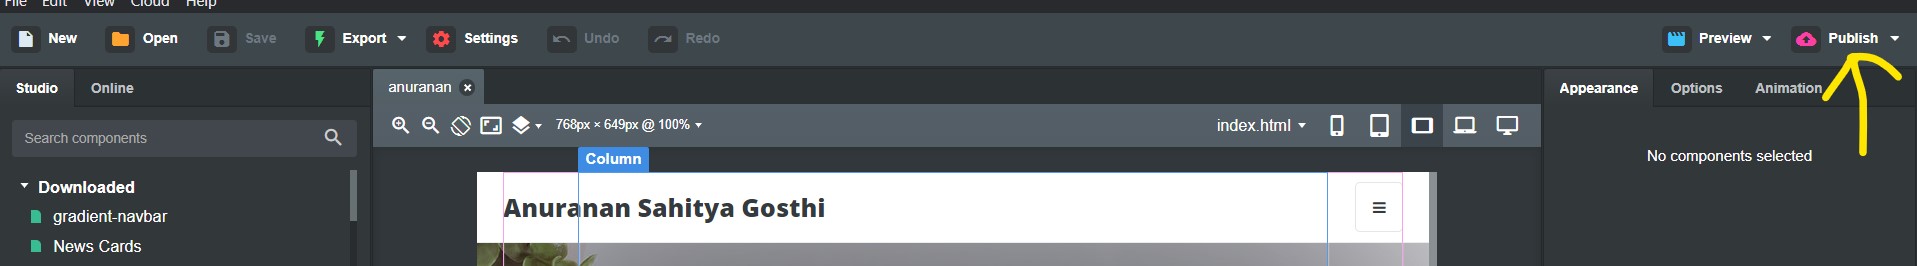 File Edit View Cloud Help
New Open Save Export Settings Undo Redo Preview Publish
Studio Online
anuranan
Appearance Options Animation
Search components
768px × 649px @ 100%
index.html
Column
No components selected
Downloaded
gradient-navbar
News Cards
Anuranan Sahitya Gosthi